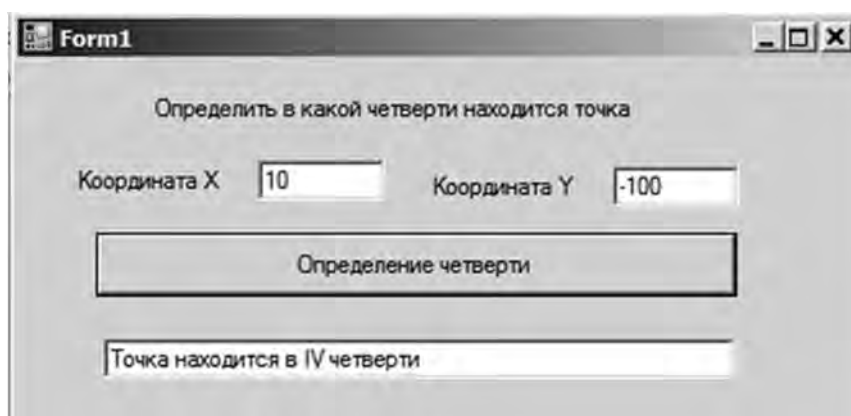 Form1
Определить в какой четверти находится точка
Координата X 10 Координата Y -100
Определение четверти
Точка находится в IV четверти